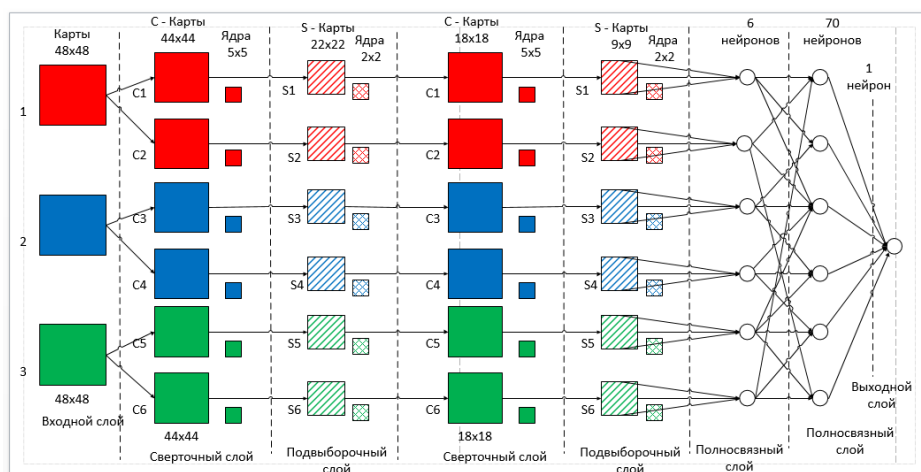 Карты
48x48
C - Карты
44x44
Ядра
5x5
S - Карты
22x22
Ядра
2x2
C - Карты
18x18
Ядра
5x5
S - Карты
9x9
Ядра
2x2
6
нейронов
70
нейронов
1
нейрон
1
C1
S1
C1
S1
C2
S2
C2
S2
2
C3
S3
C3
S3
C4
S4
C4
S4
3
C5
S5
C5
S5
C6
S6
C6
S6
48x48
Входной слой
44x44
Сверточный слой
Подвыборочный
слой
18x18
Сверточный слой
Подвыборочный
слой
Полносвязный
слой
Полносвязный
слой
Выходной
слой